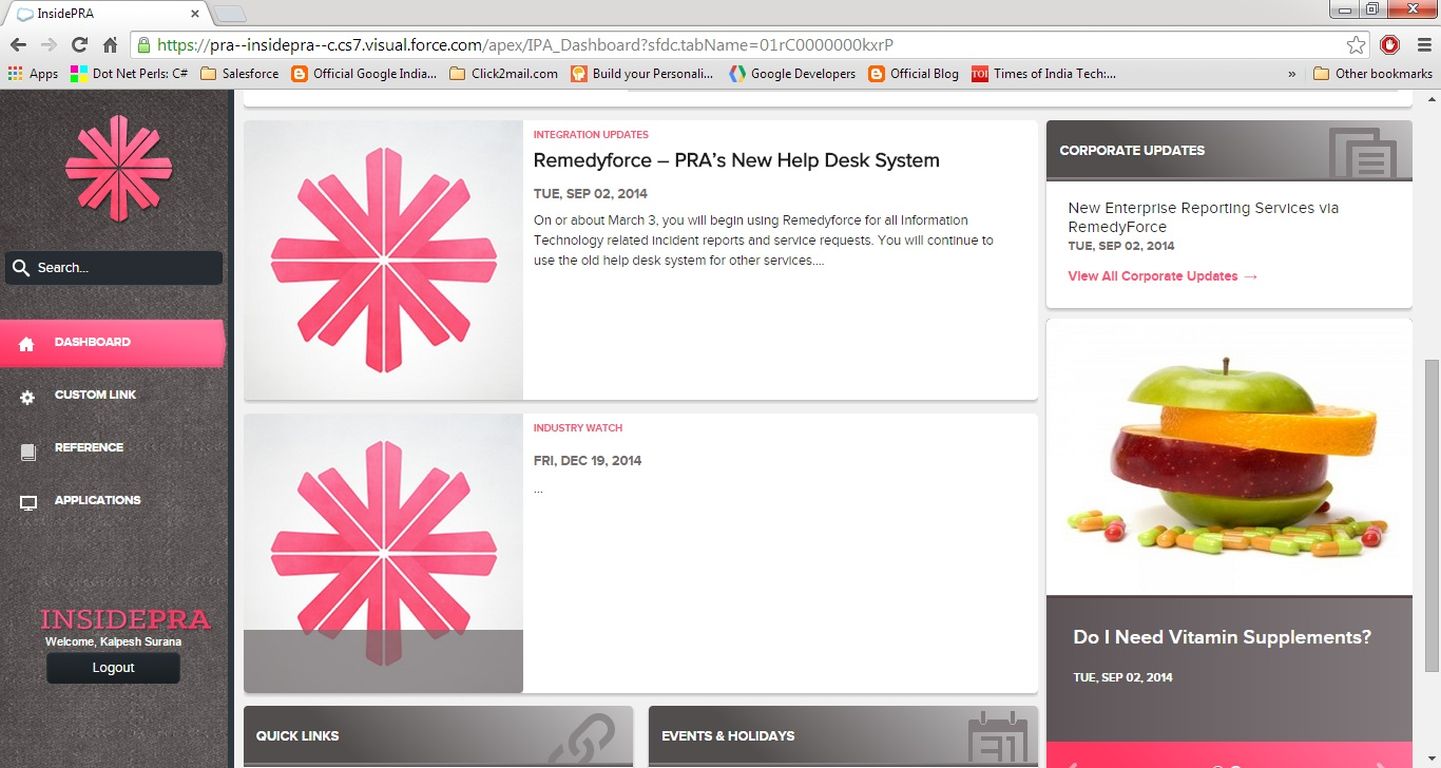 InsidePRA
https://pra--insidepra--c.cs7.visual.force.com/apex/IPA_Dashboard?sfdc.tabName=01rC0000000kxrP
Apps Dot Net Perls: C# Salesforce Official Google India... Click2mail.com Build your Personali... Google Developers Official Blog TOI Times of India Tech:... » Other bookmarks
Search...
DASHBOARD
CUSTOM LINK
REFERENCE
APPLICATIONS
INSIDEPRA
Welcome, Kalpesh Surana
Logout
INTEGRATION UPDATES
Remedyforce – PRA’s New Help Desk System
TUE, SEP 02, 2014
On or about March 3, you will begin using Remedyforce for all Information
Technology related incident reports and service requests. You will continue to
use the old help desk system for other services....
INDUSTRY WATCH
FRI, DEC 19, 2014
...
QUICK LINKS
EVENTS & HOLIDAYS
31
CORPORATE UPDATES
New Enterprise Reporting Services via
RemedyForce
TUE, SEP 02, 2014
View All Corporate Updates →
Do I Need Vitamin Supplements?
TUE, SEP 02, 2014